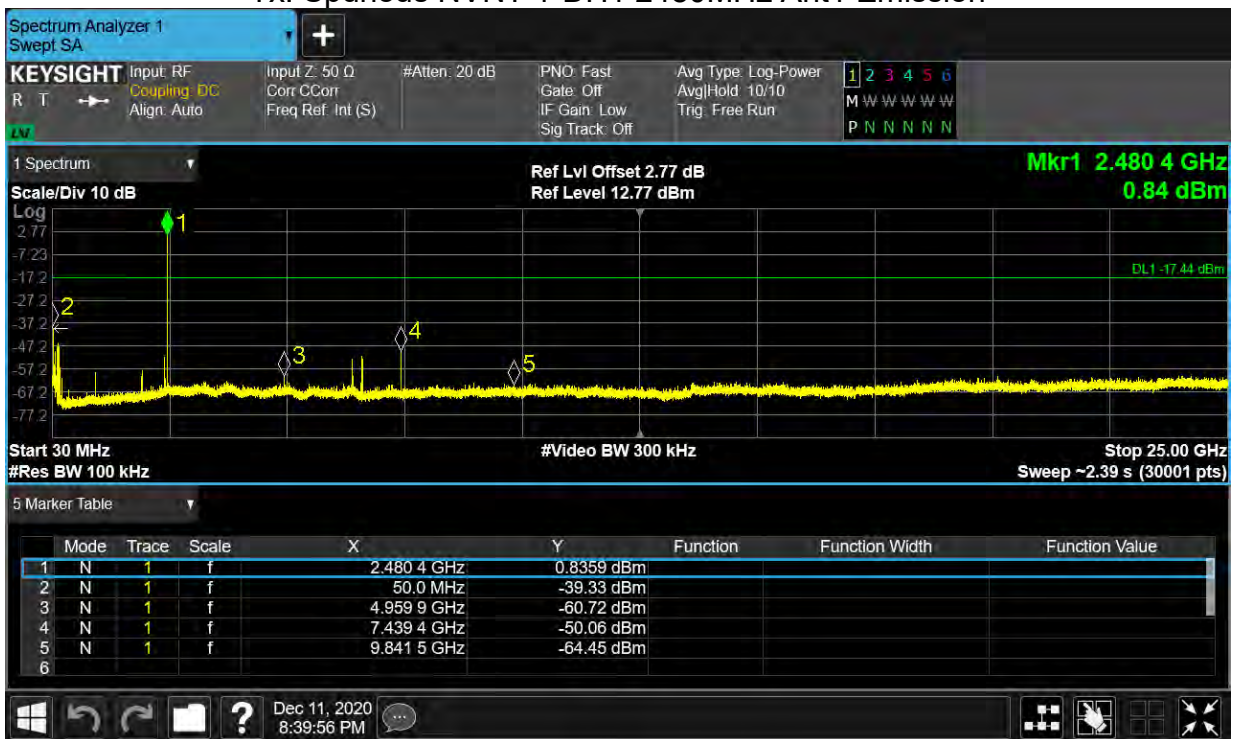 Spectrum Analyzer 1
Swept SA
+
KEYSIGHT Input: RF Input Z: 50 Ω #Atten: 20 dB PNO: Fast Avg Type: Log-Power 1 2 3 4 5 6
R T Coupling: DC Corr CCorr Gate: Off Avg|Hold: 10/10 M W W W W W
Align: Auto Freq Ref: Int (S) IF Gain: Low Trig: Free Run
Sig Track: Off P N N N N N
1 Spectrum Ref Lvl Offset 2.77 dB Mkr1 2.480 4 GHz
Scale/Div 10 dB Ref Level 12.77 dBm 0.84 dBm
Log
2.77
1
-7.23
-17.2
DL1 -17.44 dBm
-27.2
2
-37.2
4
-47.2
3
-57.2
5
-67.2
-77.2
Start 30 MHz #Video BW 300 kHz Stop 25.00 GHz
#Res BW 100 kHz Sweep ~2.39 s (30001 pts)
5 Marker Table
Mode Trace Scale X Y Function Function Width Function Value
1 N 1 f 2.480 4 GHz 0.8359 dBm
2 N 1 f 50.0 MHz -39.33 dBm
3 N 1 f 4.959 9 GHz -60.72 dBm
4 N 1 f 7.439 4 GHz -50.06 dBm
5 N 1 f 9.841 5 GHz -64.45 dBm
6
? Dec 11, 2020
8:39:56 PM